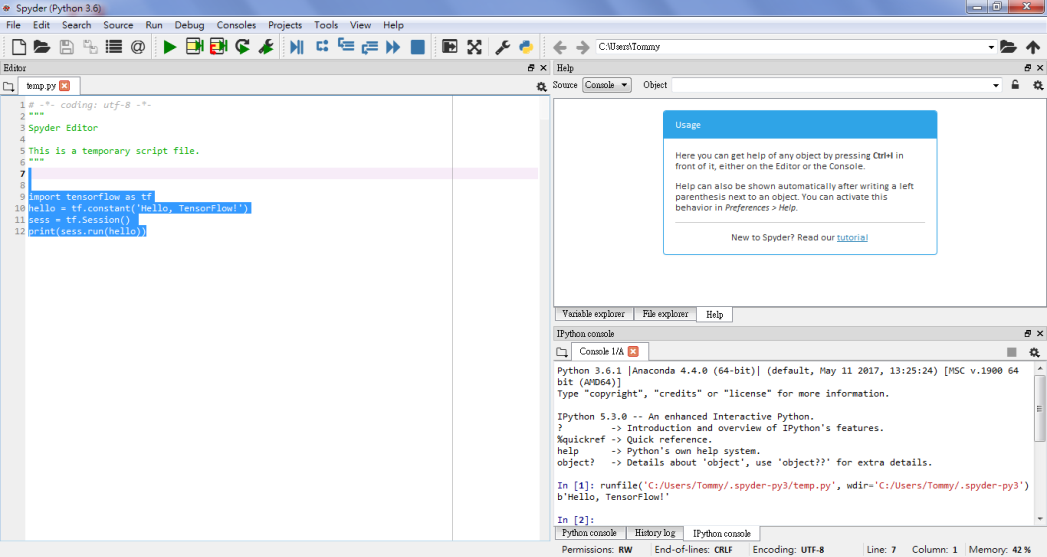 Spyder (Python 3.6)
File Edit Search Source Run Debug Consoles Projects Tools View Help
C:\Users\Tommy
Editor
temp.py
1 # -*- coding: utf-8 -*-
2 """
3 Spyder Editor
4
5 This is a temporary script file.
6 """
7
8
9 import tensorflow as tf
10 hello = tf.constant('Hello, TensorFlow!')
11 sess = tf.Session()
12 print(sess.run(hello))
Help
Source Console Object
Usage
Here you can get help of any object by pressing Ctrl+I in
front of it, either on the Editor or the Console.
Help can also be shown automatically after writing a left
parenthesis next to an object. You can activate this
behavior in Preferences > Help.
New to Spyder? Read our tutorial
Variable explorer File explorer Help
IPython console
Console 1/A
Python 3.6.1 |Anaconda 4.4.0 (64-bit)| (default, May 11 2017, 13:25:24) [MSC v.1900 64
bit (AMD64)]
Type "copyright", "credits" or "license" for more information.
IPython 5.3.0 -- An enhanced Interactive Python.
? -> Introduction and overview of IPython's features.
%quickref -> Quick reference.
help -> Python's own help system.
object? -> Details about 'object', use 'object??' for extra details.
In [1]: runfile('C:/Users/Tommy/.spyder-py3/temp.py', wdir='C:/Users/Tommy/.spyder-py3')
b'Hello, TensorFlow!'
In [2]:
Python console History log IPython console
Permissions: RW End-of-lines: CRLF Encoding: UTF-8 Line: 7 Column: 1 Memory: 42 %